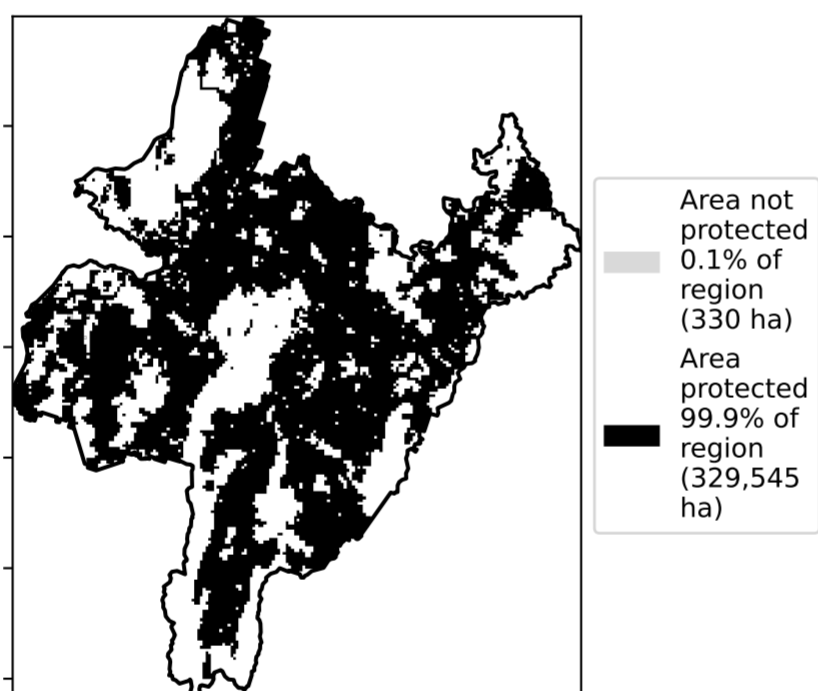 Area not
protected
0.1% of
region
(330 ha)
Area
protected
99.9% of
region
(329,545
ha)